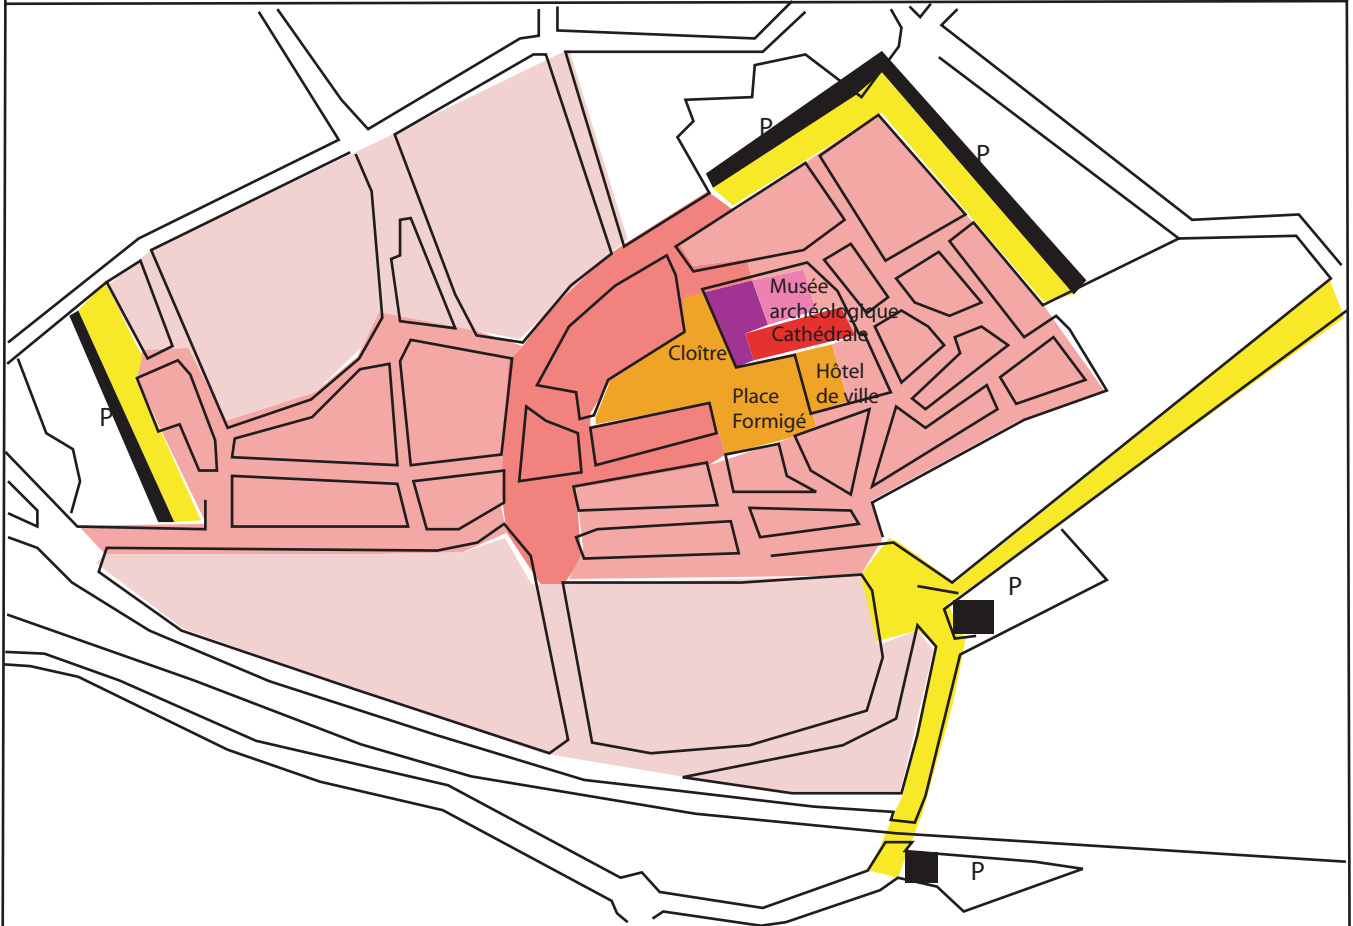 P
P
Musée
archéologique
Cathédrale
Cloître
Hôtel
de ville
Place
Formigé
P
P
P